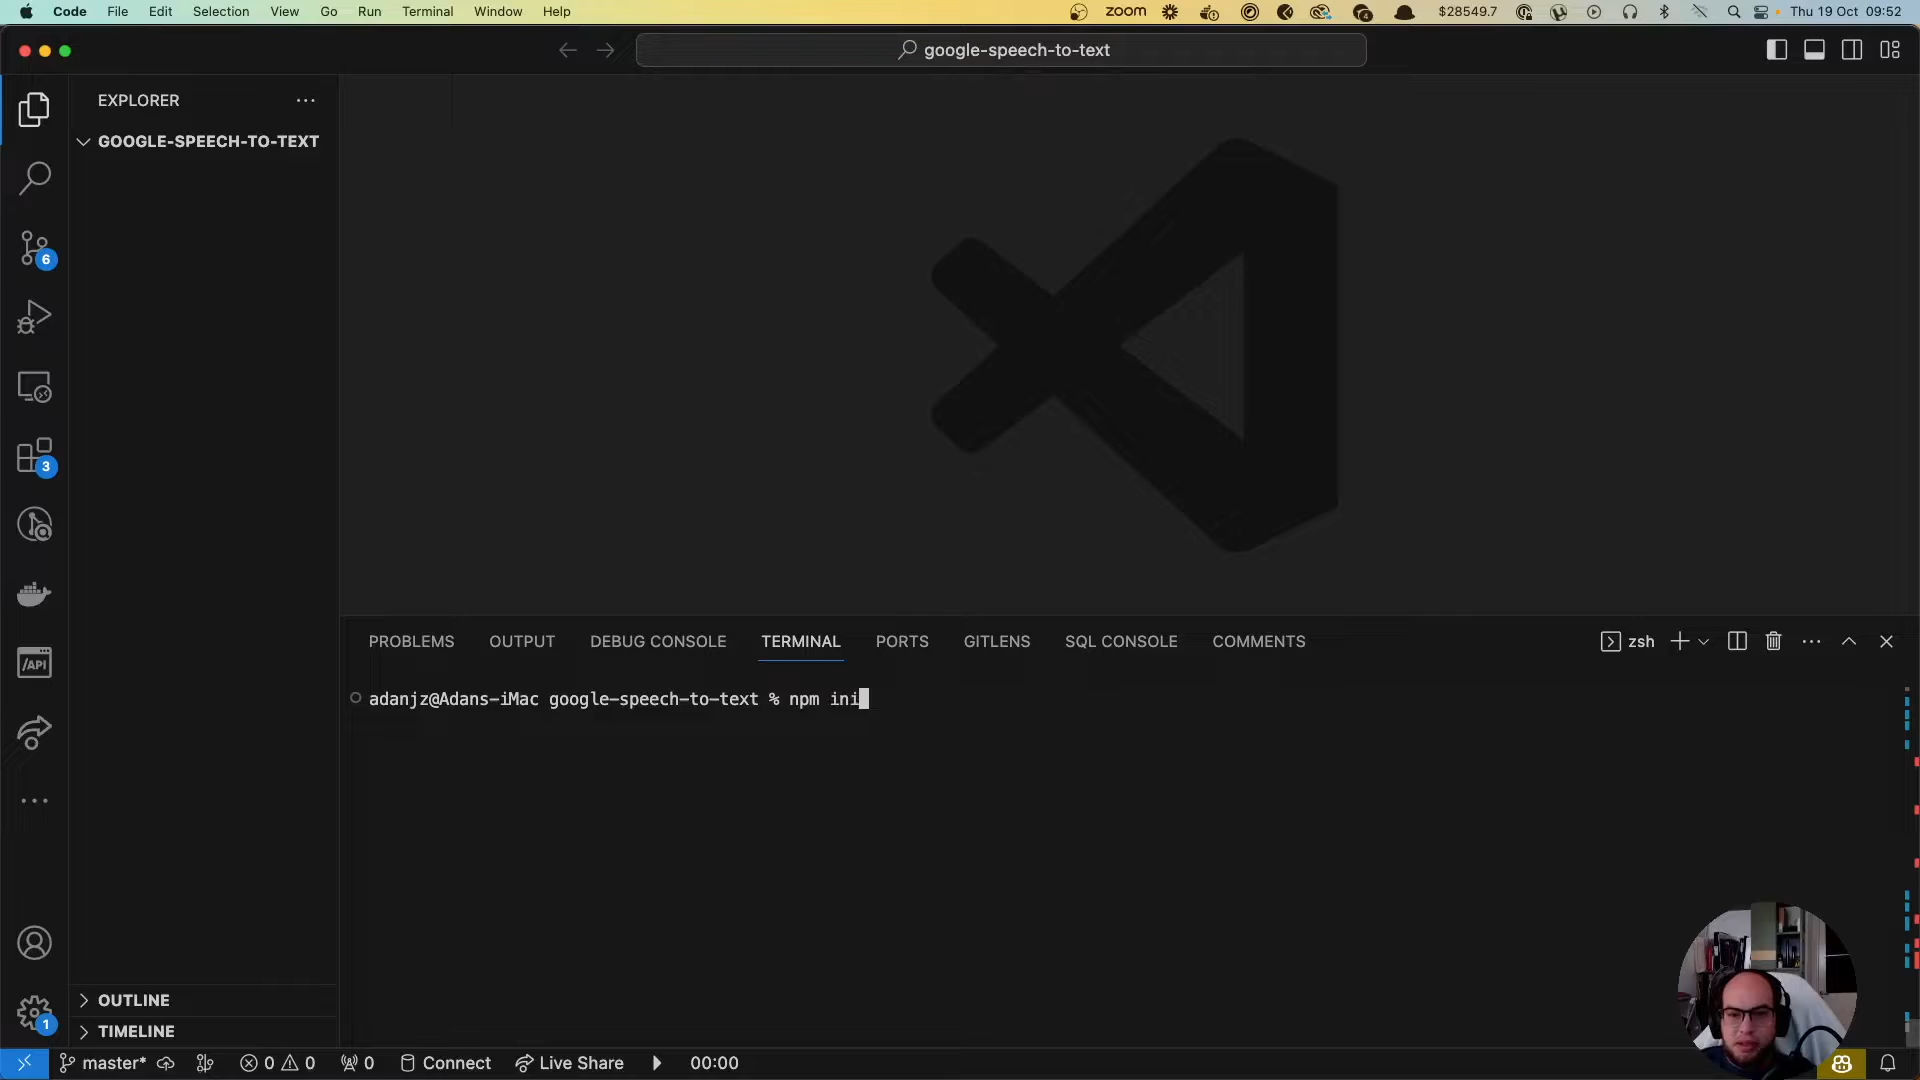 Code File Edit Selection View Go Run Terminal Window Help zoom 4 $28549.7 Thu 19 Oct 09:52
google-speech-to-text
EXPLORER
GOOGLE-SPEECH-TO-TEXT
6
3
/API
PROBLEMS OUTPUT DEBUG CONSOLE TERMINAL PORTS GITLENS SQL CONSOLE COMMENTS zsh
adanjz@Adans-iMac google-speech-to-text % npm ini
OUTLINE
1
TIMELINE
master* 0 0 0 Connect Live Share 00:00